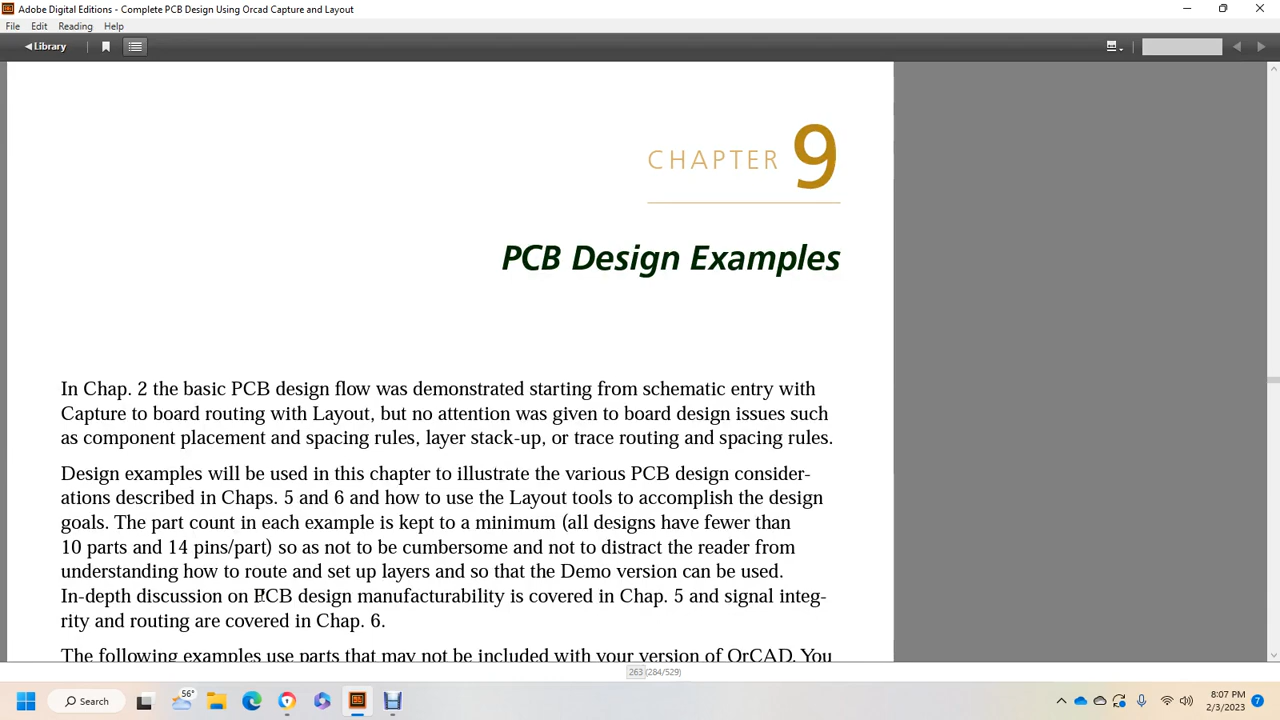 Adobe Digital Editions - Complete PCB Design Using Orcad Capture and Layout
File Edit Reading Help
Library
CHAPTER 9
PCB Design Examples
In Chap. 2 the basic PCB design flow was demonstrated starting from schematic entry with
Capture to board routing with Layout, but no attention was given to board design issues such
as component placement and spacing rules, layer stack-up, or trace routing and spacing rules.
Design examples will be used in this chapter to illustrate the various PCB design consider-
ations described in Chaps. 5 and 6 and how to use the Layout tools to accomplish the design
goals. The part count in each example is kept to a minimum (all designs have fewer than
10 parts and 14 pins/part) so as not to be cumbersome and not to distract the reader from
understanding how to route and set up layers and so that the Demo version can be used.
In-depth discussion on PCB design manufacturability is covered in Chap. 5 and signal integ-
rity and routing are covered in Chap. 6.
The following examples use parts that may not be included with your version of OrCAD. You
263 (284/529)
Search
56°
8:07 PM
2/3/2023
7